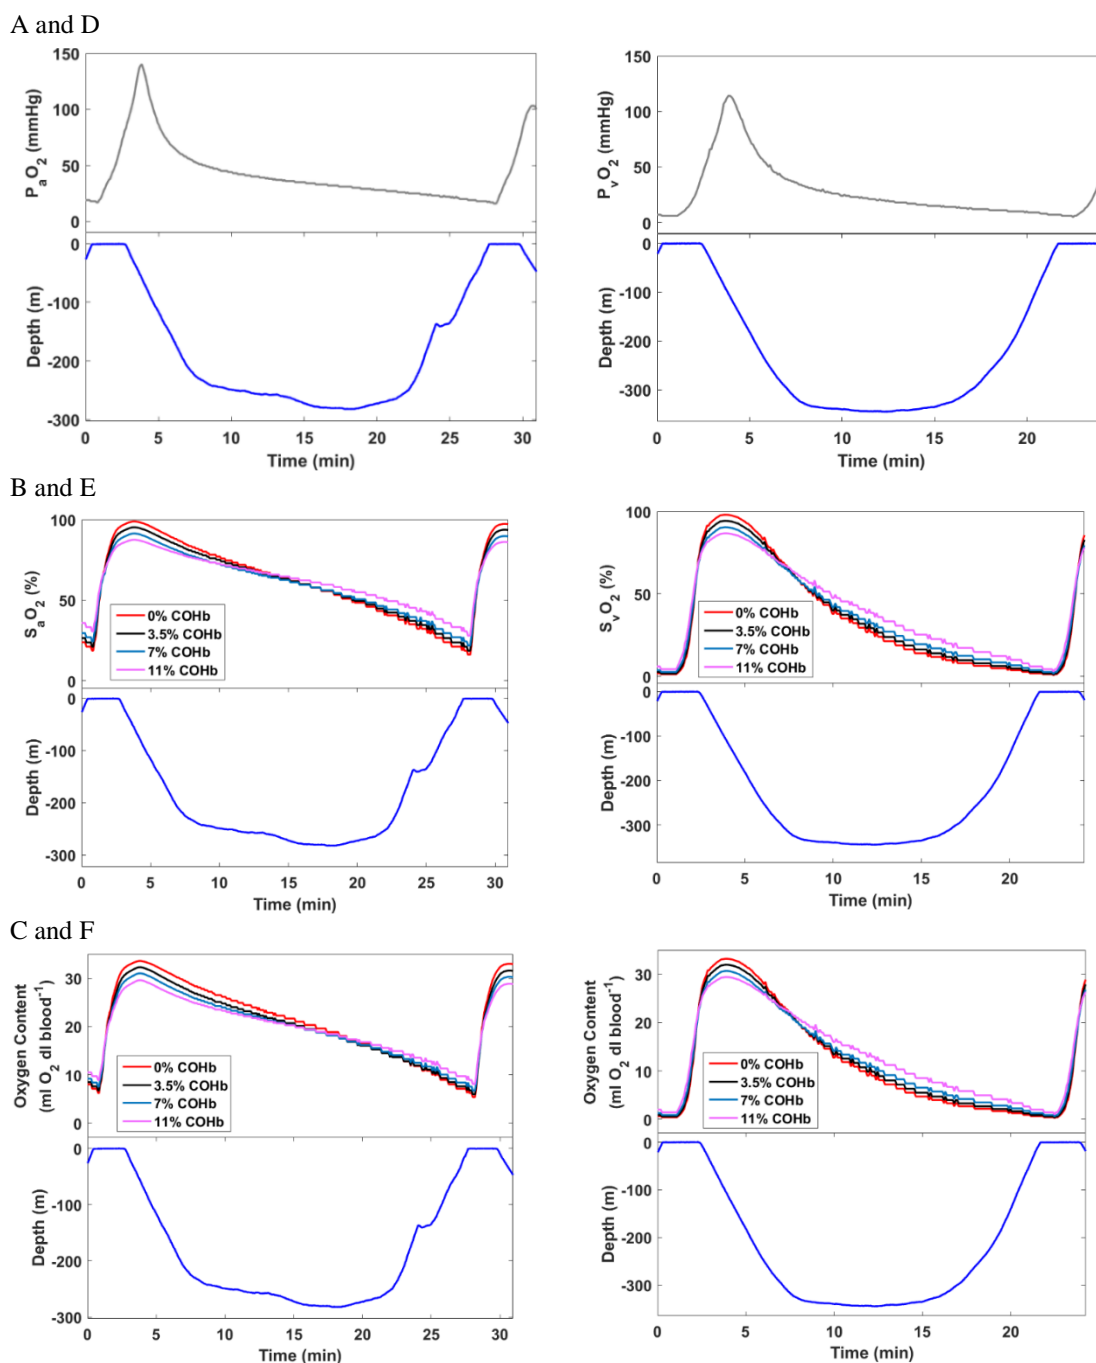 A and D
150
100
50
0
PaO2 (mmHg)
0
-100
-200
-300
Depth (m)
0 5 10 15 20 25 30
Time (min)
150
100
50
0
PvO2 (mmHg)
0
-100
-200
-300
Depth (m)
0 5 10 15 20
Time (min)
B and E
100
50
0
SaO2 (%)
0% COHb
3.5% COHb
7% COHb
11% COHb
0
-100
-200
-300
Depth (m)
0 5 10 15 20 25 30
Time (min)
100
50
0
SvO2 (%)
0% COHb
3.5% COHb
7% COHb
11% COHb
0
-100
-200
-300
Depth (m)
0 5 10 15 20
Time (min)
C and F
30
20
10
0
Oxygen Content
(ml O2 dl blood-1)
0% COHb
3.5% COHb
7% COHb
11% COHb
0
-100
-200
-300
Depth (m)
0 5 10 15 20 25 30
Time (min)
30
20
10
0
Oxygen Content
(ml O2 dl blood-1)
0% COHb
3.5% COHb
7% COHb
11% COHb
0
-100
-200
-300
Depth (m)
0 5 10 15 20
Time (min)